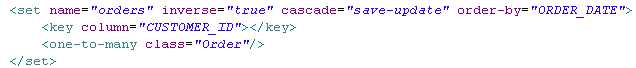 <set name="orders" inverse="true" cascade="save-update" order-by="ORDER_DATE">
<key column="CUSTOMER_ID"></key>
<one-to-many class="Order"/>
</set>